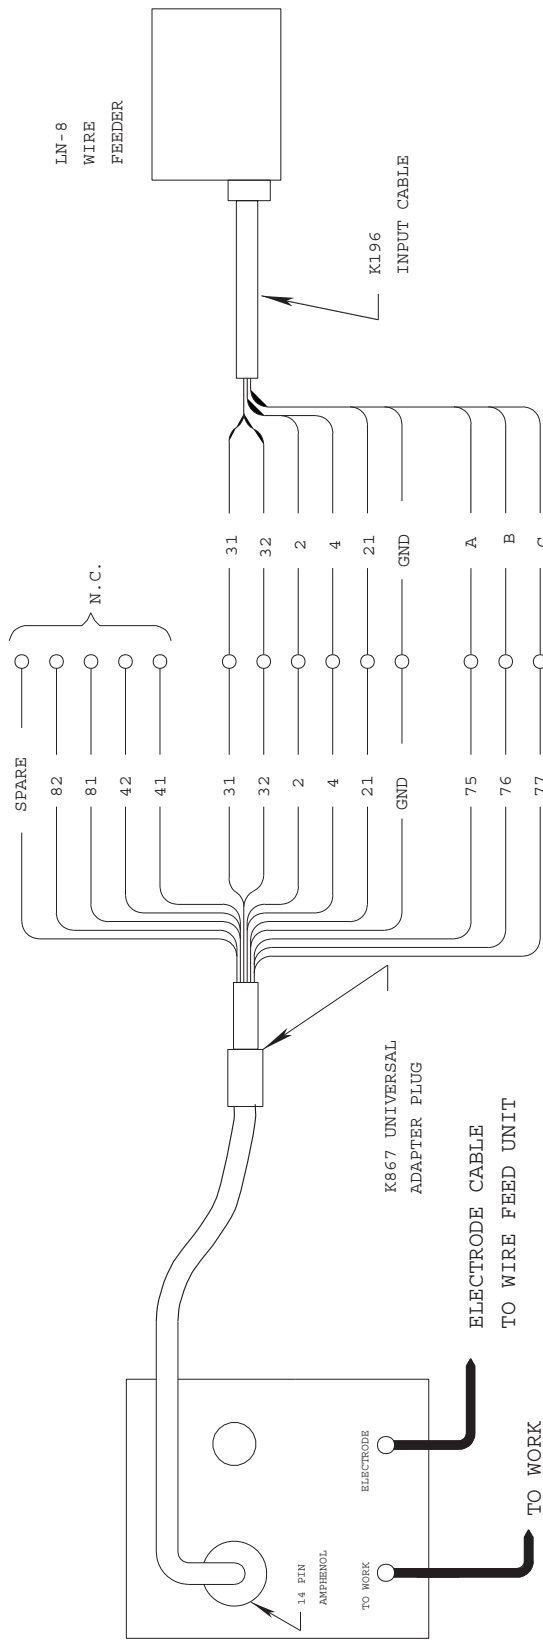 LN-8
WIRE
FEEDER
K196
INPUT CABLE
N.C.
31
32
2
4
21
GND
A
B
C
SPARE
82
81
42
41
31
32
2
4
21
GND
75
76
77
K867 UNIVERSAL
ADAPTER PLUG
ELECTRODE CABLE
TO WIRE FEED UNIT
TO WORK
14 PIN
AMPHENOL
ELECTRODE
TO WORK